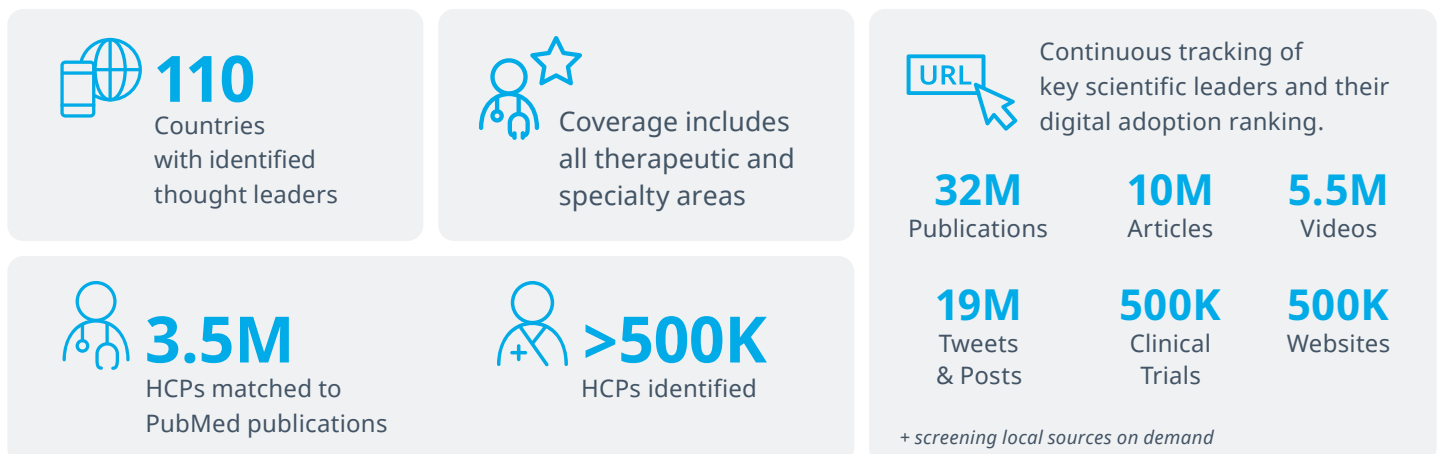 110
Countries
with identified
thought leaders
Coverage includes
all therapeutic and
specialty areas
3.5M
HCPs matched to
PubMed publications
>500K
HCPs identified
URL
Continuous tracking of
key scientific leaders and their
digital adoption ranking.
32M
Publications
10M
Articles
5.5M
Videos
19M
Tweets
& Posts
500K
Clinical
Trials
500K
Websites
+ screening local sources on demand